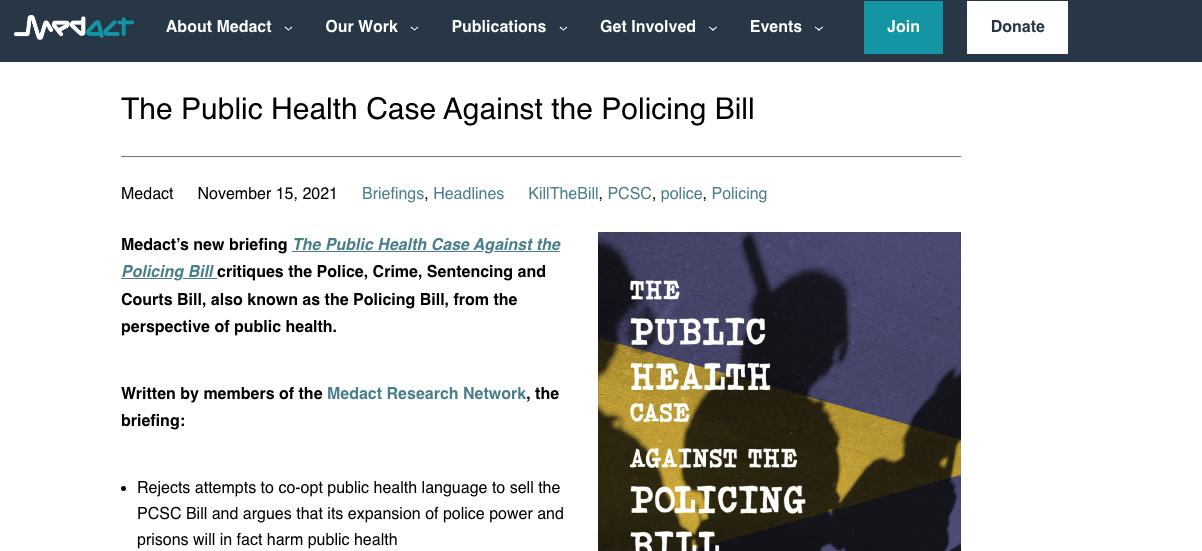 Medact
About Medact
Our Work
Publications
Get Involved
Events
Join
Donate
The Public Health Case Against the Policing Bill
Medact November 15, 2021 Briefings, Headlines KillTheBill, PCSC, police, Policing
Medact’s new briefing The Public Health Case Against the
Policing Bill critiques the Police, Crime, Sentencing and
Courts Bill, also known as the Policing Bill, from the
perspective of public health.
Written by members of the Medact Research Network, the
briefing:
• Rejects attempts to co-opt public health language to sell the
PCSC Bill and argues that its expansion of police power and
prisons will in fact harm public health
THE
PUBLIC
HEALTH
CASE
AGAINST THE
POLICING
BILL